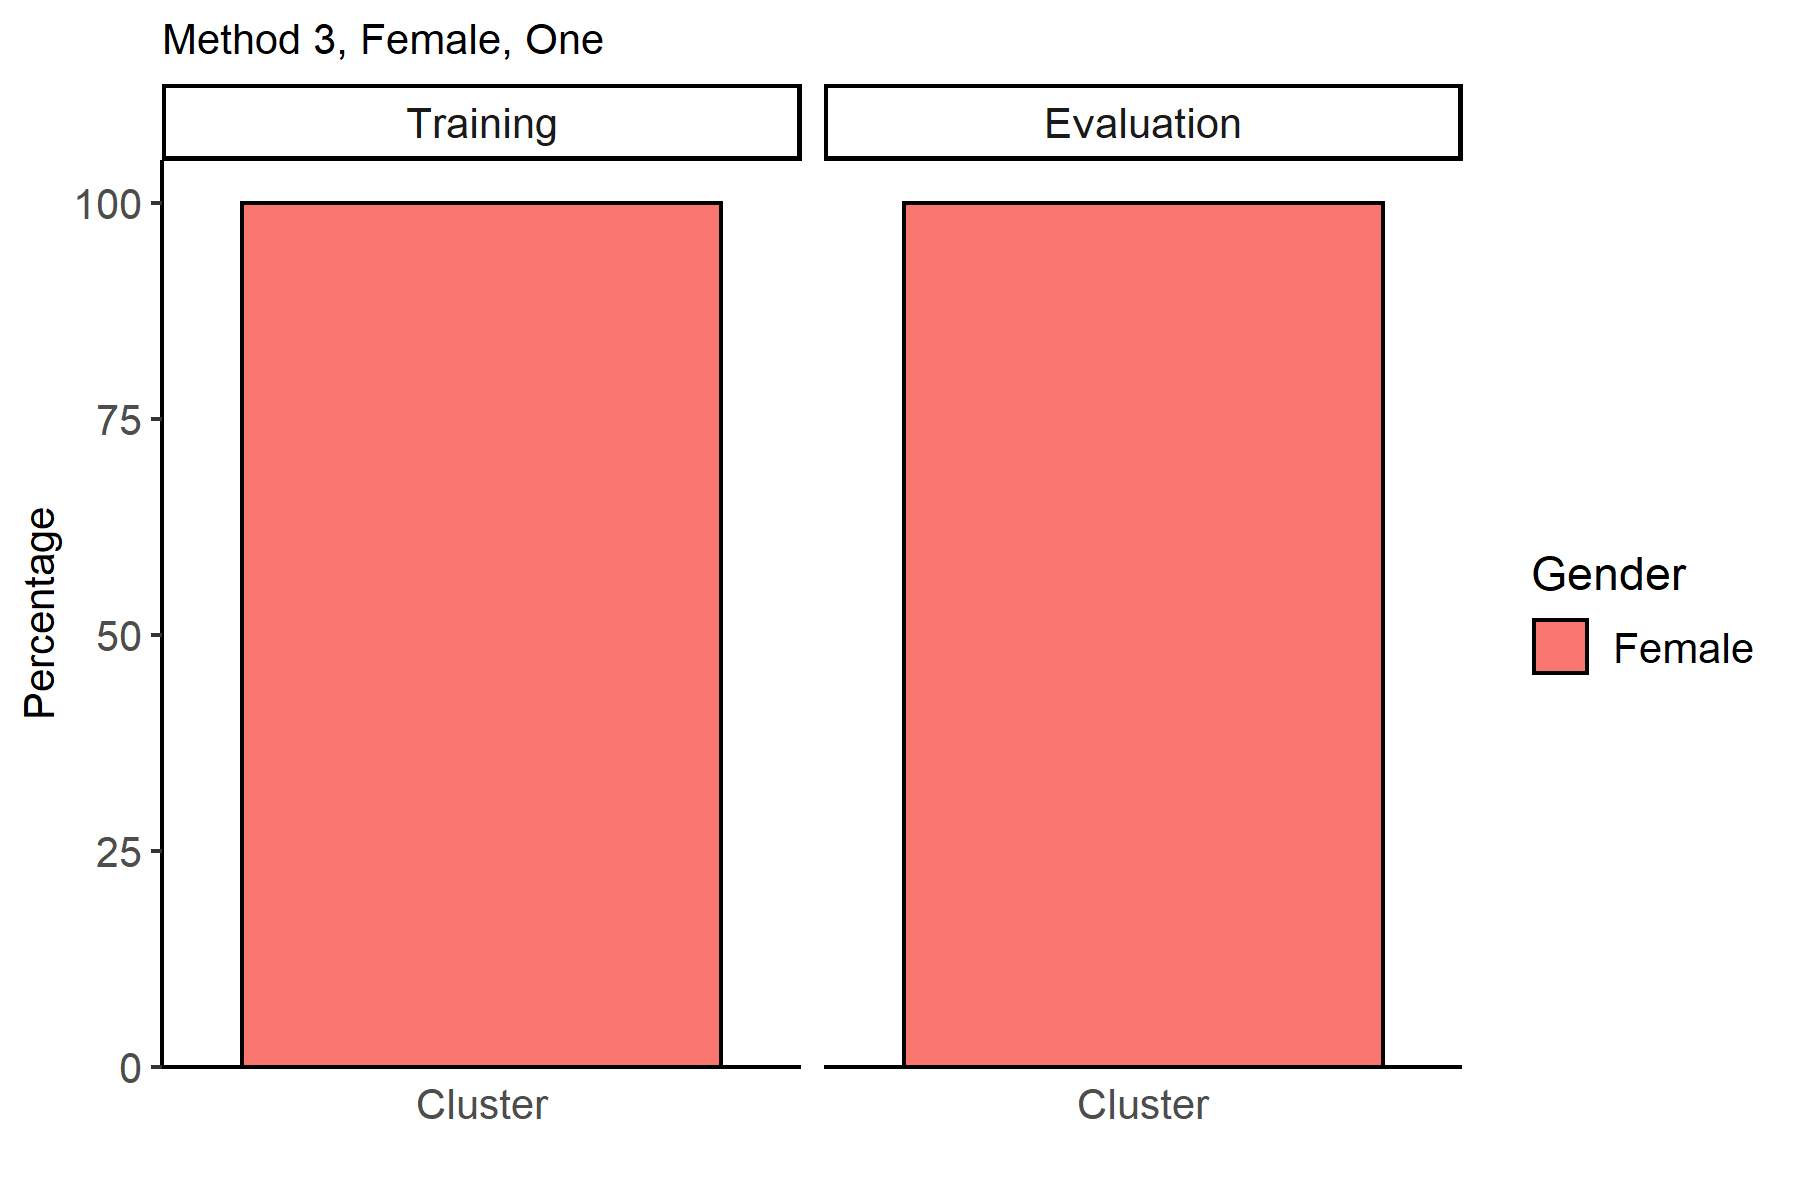 Method 3, Female, One
Training
Evaluation
100
75
50
25
0
Percentage
Cluster
Cluster
Gender
Female